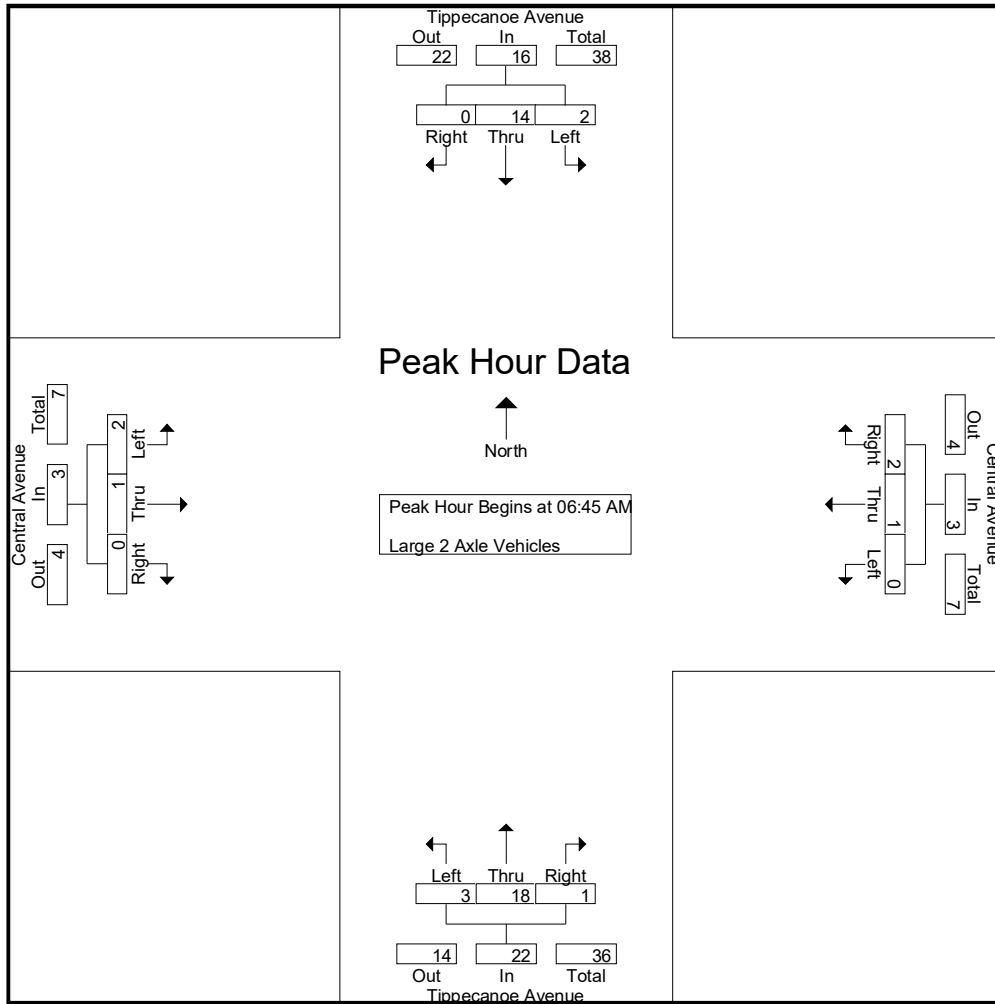 Tippecanoe Avenue
Out In Total
22 16 38
0 14 2
Right Thru Left
Peak Hour Data
North
Peak Hour Begins at 06:45 AM
Large 2 Axle Vehicles
Central Avenue
Out In Total
4 3 7
2 1 0
Left Thru Right
Central Avenue
Out In Total
4 3 7
2 1 0
Right Thru Left
Left Thru Right
3 18 1
14 22 36
Out In Total
Tippecanoe Avenue